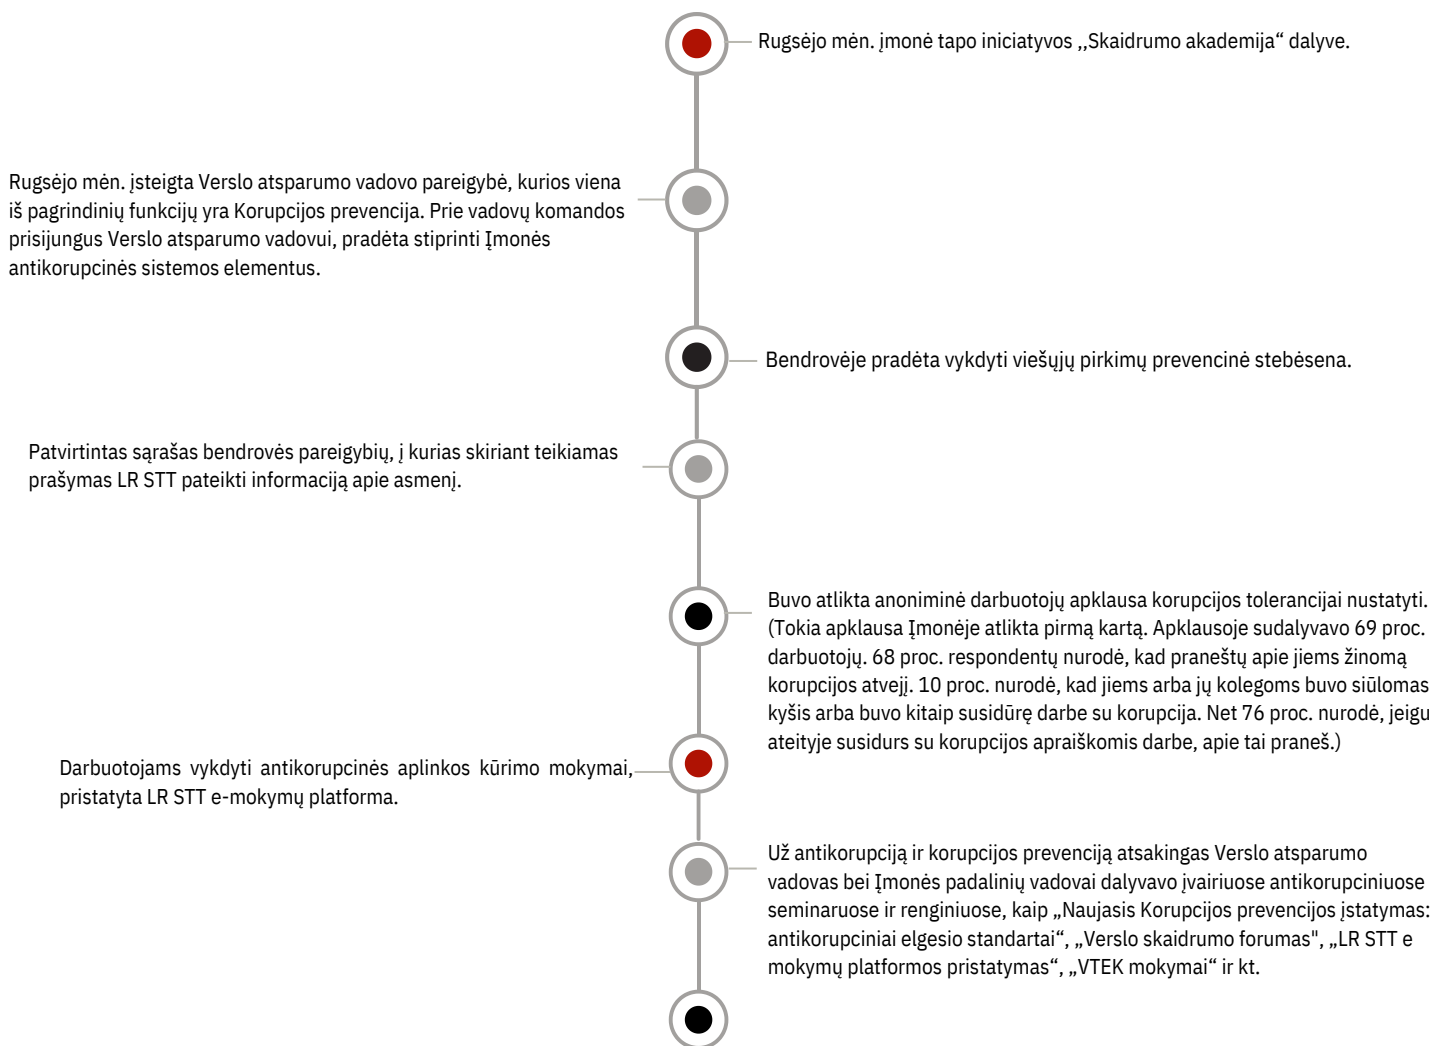 Rugsėjo mėn. įmonė tapo iniciatyvos ,,Skaidrumo akademija“ dalyve.
Rugsėjo mėn. įsteigta Verslo atsparumo vadovo pareigybė, kurios viena
iš pagrindinių funkcijų yra Korupcijos prevencija. Prie vadovų komandos
prisijungus Verslo atsparumo vadovui, pradėta stiprinti Įmonės
antikorupcinės sistemos elementus.
Bendrovėje pradėta vykdyti viešųjų pirkimų prevencinė stebėsena.
Patvirtintas sąrašas bendrovės pareigybių, į kurias skiriant teikiamas
prašymas LR STT pateikti informaciją apie asmenį.
Buvo atlikta anoniminė darbuotojų apklausa korupcijos tolerancijai nustatyti.
(Tokia apklausa Įmonėje atlikta pirmą kartą. Apklausoje sudalyvavo 69 proc.
darbuotojų. 68 proc. respondentų nurodė, kad praneštų apie jiems žinomą
korupcijos atvejį. 10 proc. nurodė, kad jiems arba jų kolegoms buvo siūlomas
kyšis arba buvo kitaip susidūrę darbe su korupcija. Net 76 proc. nurodė, jeigu
ateityje susidurs su korupcijos apraiškomis darbe, apie tai praneš.)
Darbuotojams vykdyti antikorupcinės aplinkos kūrimo mokymai,
pristatyta LR STT e-mokymų platforma.
Už antikorupciją ir korupcijos prevenciją atsakingas Verslo atsparumo
vadovas bei Įmonės padalinių vadovai dalyvavo įvairiuose antikorupciniuose
seminaruose ir renginiuose, kaip „Naujasis Korupcijos prevencijos įstatymas:
antikorupciniai elgesio standartai“, „Verslo skaidrumo forumas", „LR STT e
mokymų platformos pristatymas“, „VTEK mokymai“ ir kt.